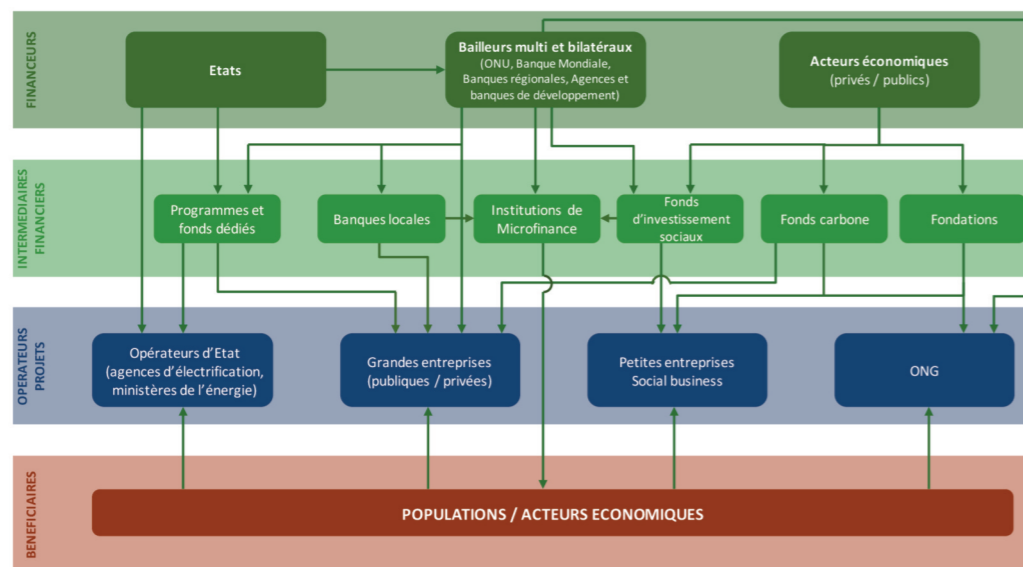 FINANCEURS
Etats
Bailleurs multi et bilatéraux
(ONU, Banque Mondiale,
Banques régionales, Agences et
banques de développement)
Acteurs économiques
(privés / publics)
INTERMEDIAIRES
FINANCIERS
Programmes et
fonds dédiés
Banques locales
Institutions de
Microfinance
Fonds
d'investissement
sociaux
Fonds carbone
Fondations
OPERATEURS
PROJETS
Opérateurs d'Etat
(agences d'électrification,
ministères de l'énergie)
Grandes entreprises
(publiques / privées)
Petites entreprises
Social business
ONG
BENEFICIAIRES
POPULATIONS / ACTEURS ECONOMIQUES